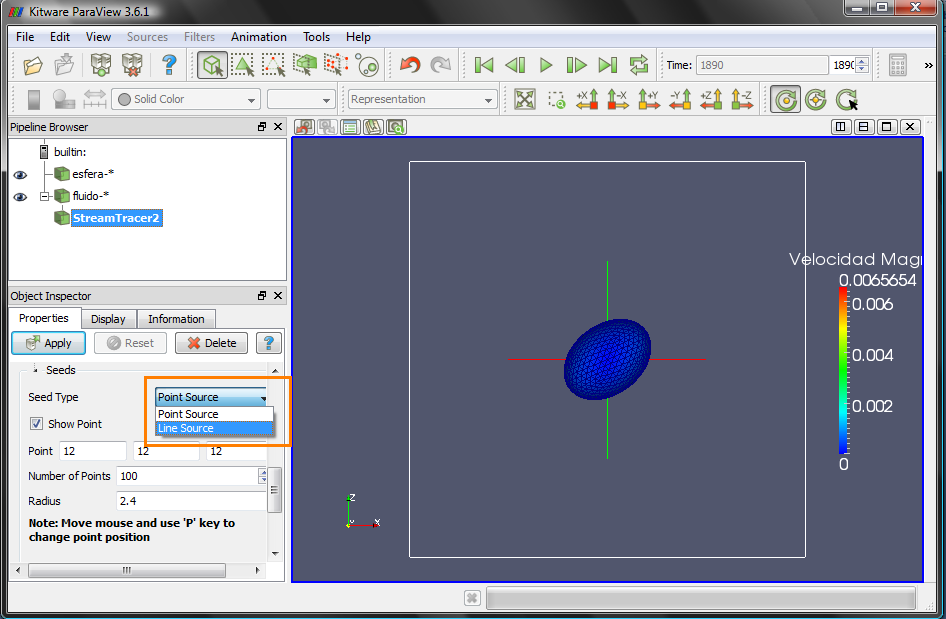 Kitware ParaView 3.6.1
File Edit View Sources Filters Animation Tools Help
Time: 1890 1890
Solid Color Representation
+X -X +Y -Y +Z -Z
Pipeline Browser
builtin:
esfera-*
fluido-*
StreamTracer2
Object Inspector
Properties Display Information
Apply Reset Delete ?
Seeds
Seed Type Point Source
Point Source
Line Source
Show Point
Point 12 12 12
Number of Points 100
Radius 2.4
Note: Move mouse and use 'P' key to
change point position
Velocidad Magn
0.0065654
0.006
0.004
0.002
0
Z
Y X